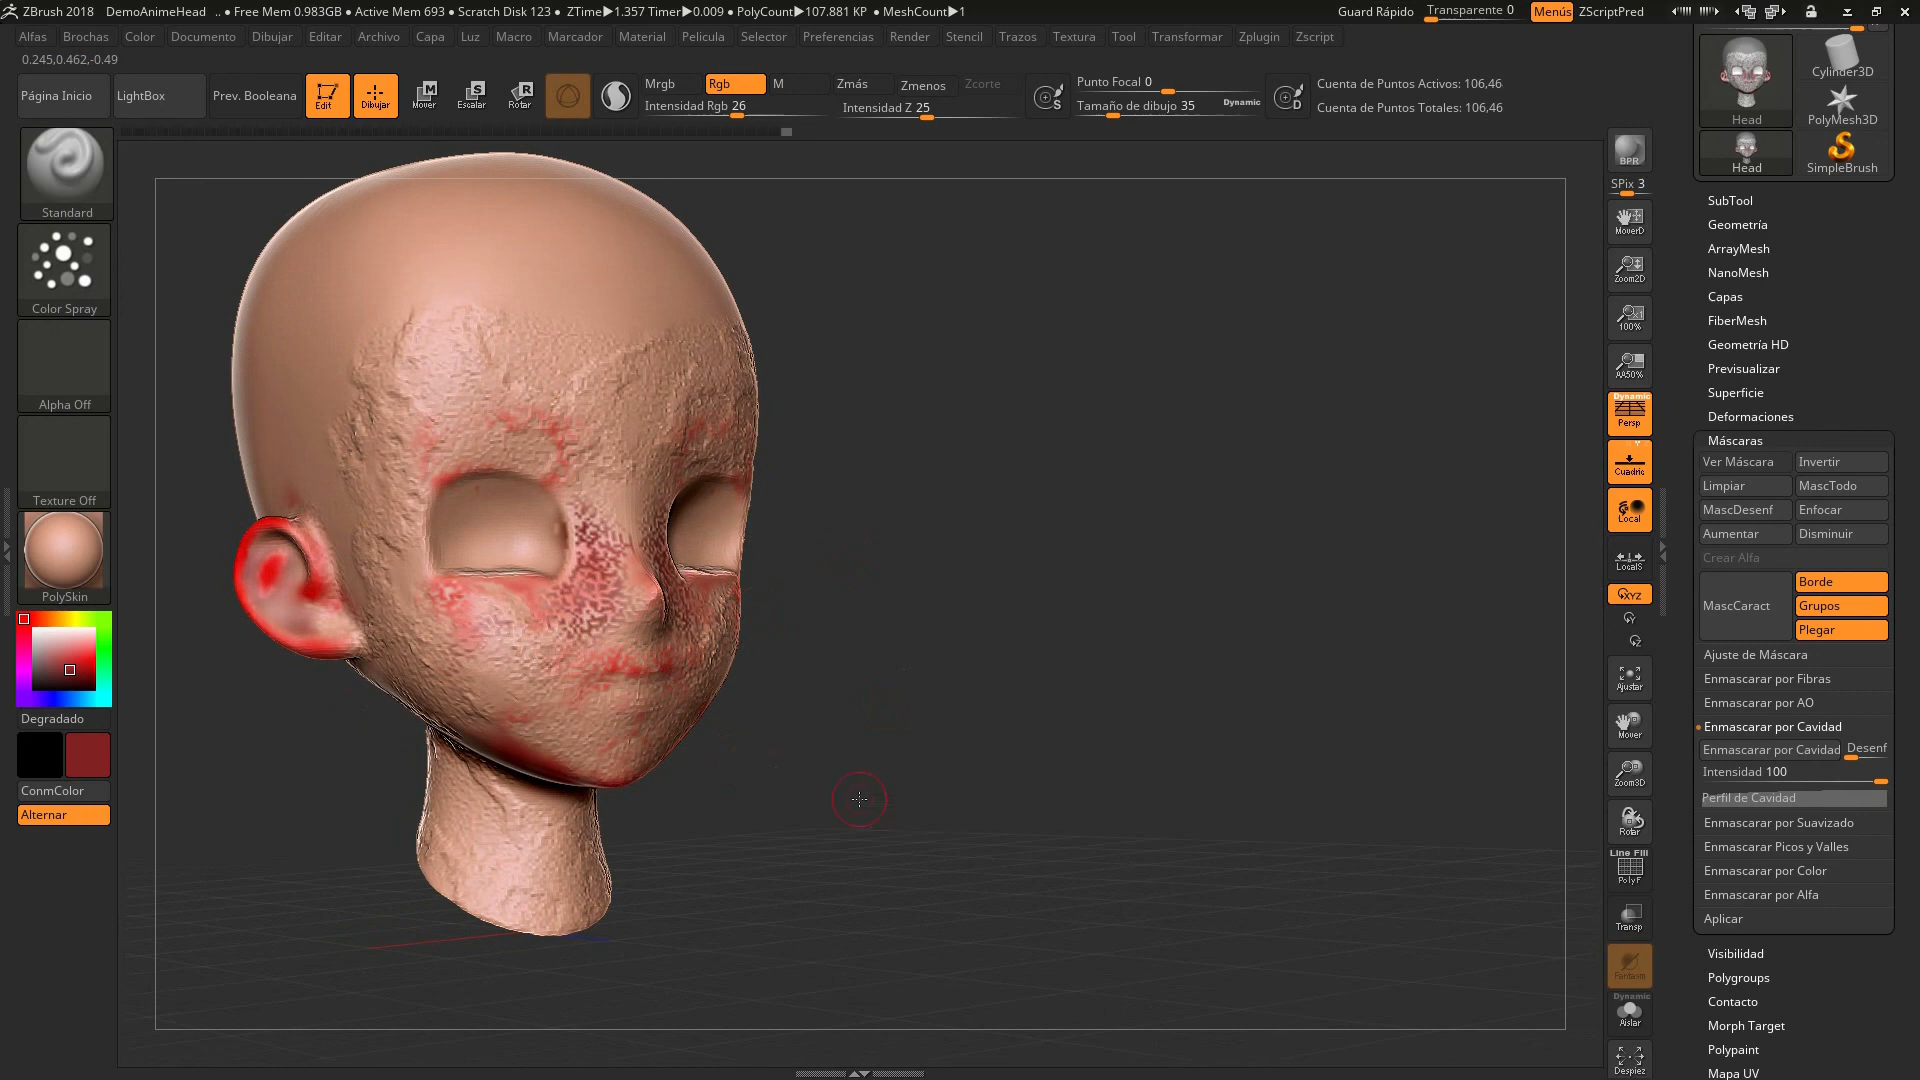 ZBrush 2018 DemoAnimeHead .. • Free Mem 0.983GB • Active Mem 693 • Scratch Disk 123 • ZTime▶1.357 Timer▶0.009 • PolyCount▶107.881 KP • MeshCount▶1 Guard Rápido Transparente 0 Menús ZScriptPred
Alfas Brochas Color Documento Dibujar Editar Archivo Capa Luz Macro Marcador Material Pelicula Selector Preferencias Render Stencil Trazos Textura Tool Transformar Zplugin Zscript
0.245,0.462,-0.49
Página Inicio LightBox Prev. Booleana Edit Dibujar Mover Escalar Rotar
M S R
Mrgb Rgb M Zmás Zmenos Zcorte
Intensidad Rgb 26 Intensidad Z 25
S
Punto Focal 0
Tamaño de dibujo 35 Dynamic
D
Cuenta de Puntos Activos: 106,46
Cuenta de Puntos Totales: 106,46
Standard
Color Spray
Alpha Off
Texture Off
PolySkin
Degradado
ConmColor
Alternar
BPR
SPix 3
MoverD
Zoom2D
100%
AA50%
Dynamic
Persp
Cuadríc
Local
LocalS
XYZ
Y
Z
Ajustar
Mover
Zoom3D
Rotar
Line Fill
PolyF
Transp
Fantasm
Dynamic
Aislar
Despiez
Head
Cylinder3D
PolyMesh3D
Head
SimpleBrush
SubTool
Geometría
ArrayMesh
NanoMesh
Capas
FiberMesh
Geometría HD
Previsualizar
Superficie
Deformaciones
Máscaras
Ver Máscara Invertir
Limpiar MascTodo
MascDesenf Enfocar
Aumentar Disminuir
Crear Alfa
MascCaract
Borde
Grupos
Plegar
Ajuste de Máscara
Enmascarar por Fibras
Enmascarar por AO
Enmascarar por Cavidad
Enmascarar por Cavidad Desenf
Intensidad 100
Perfil de Cavidad
Enmascarar por Suavizado
Enmascarar Picos y Valles
Enmascarar por Color
Enmascarar por Alfa
Aplicar
Visibilidad
Polygroups
Contacto
Morph Target
Polypaint
Mapa UV